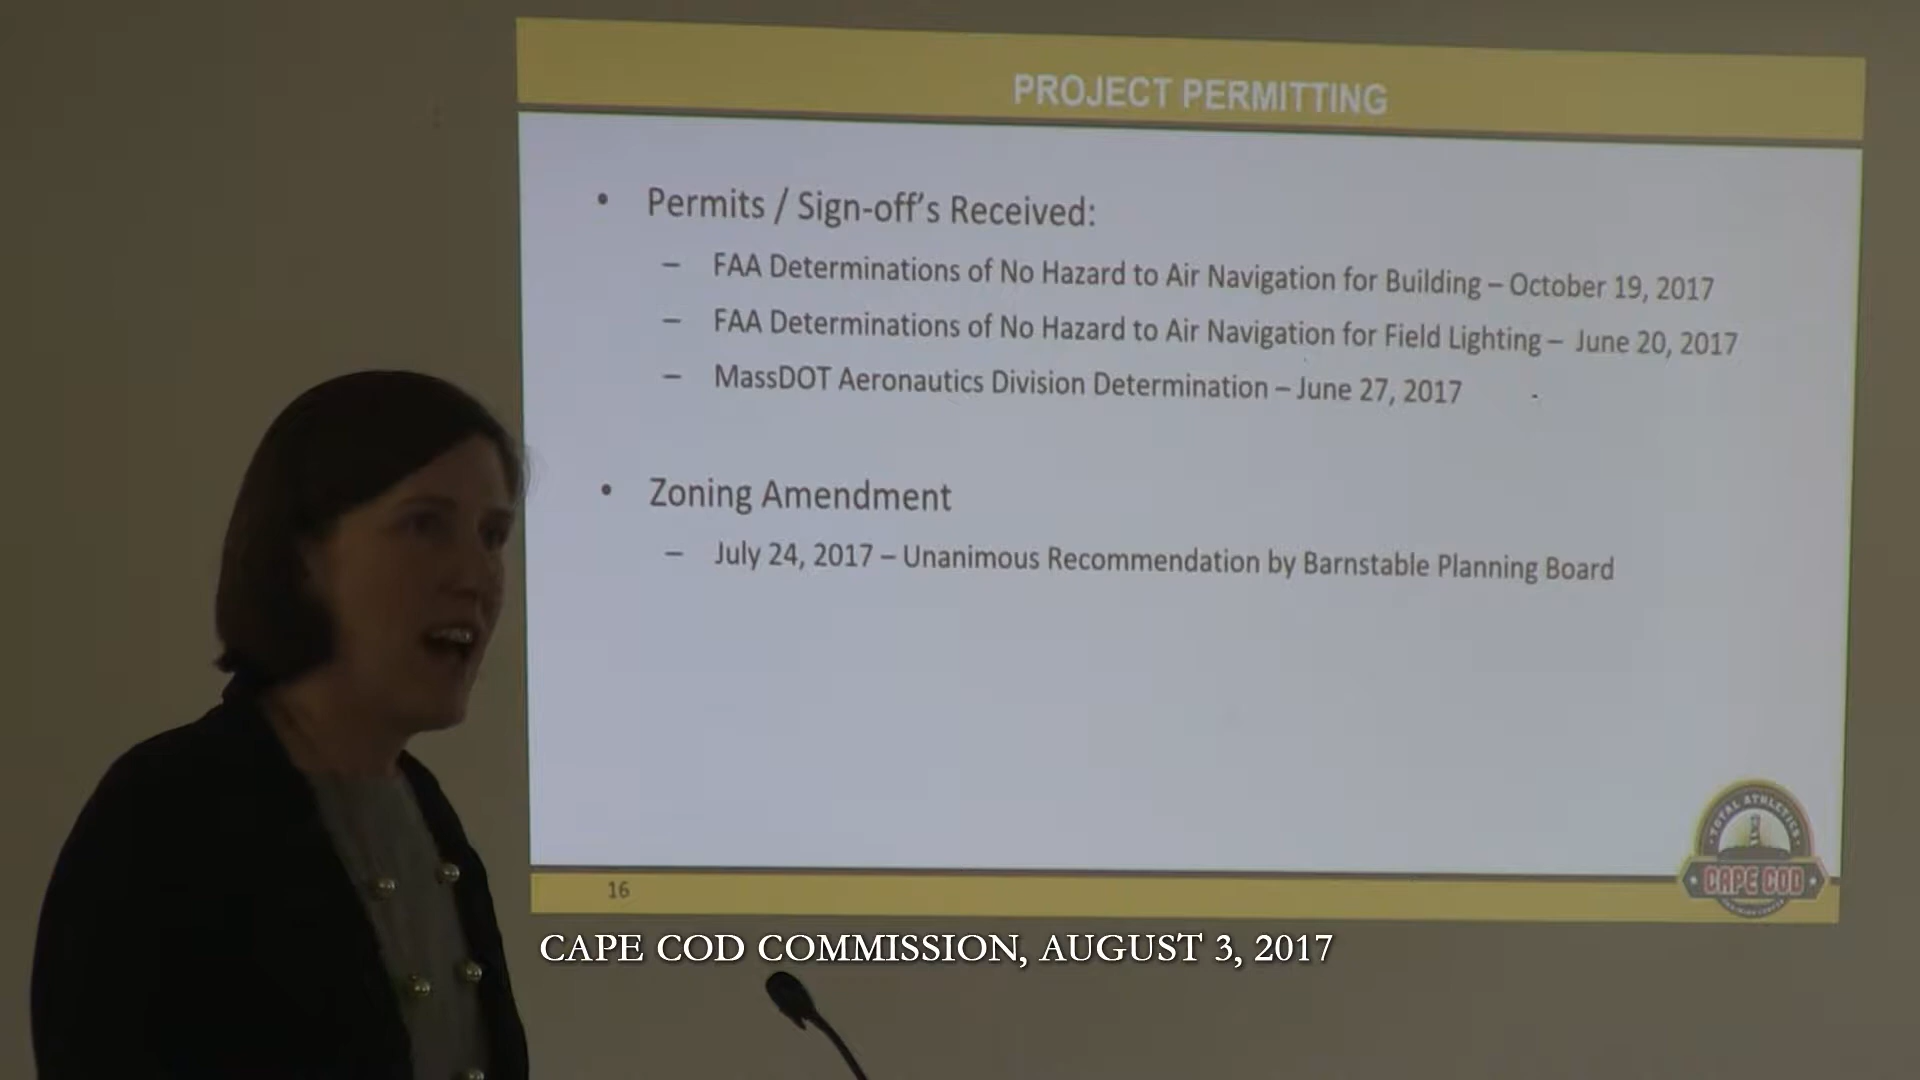 PROJECT PERMITTING
• Permits / Sign-off's Received:
– FAA Determinations of No Hazard to Air Navigation for Building – October 19, 2017
– FAA Determinations of No Hazard to Air Navigation for Field Lighting – June 20, 2017
– MassDOT Aeronautics Division Determination – June 27, 2017
• Zoning Amendment
– July 24, 2017 – Unanimous Recommendation by Barnstable Planning Board
TOTAL ATHLETICS
CAPE COD
16
CAPE COD COMMISSION, AUGUST 3, 2017